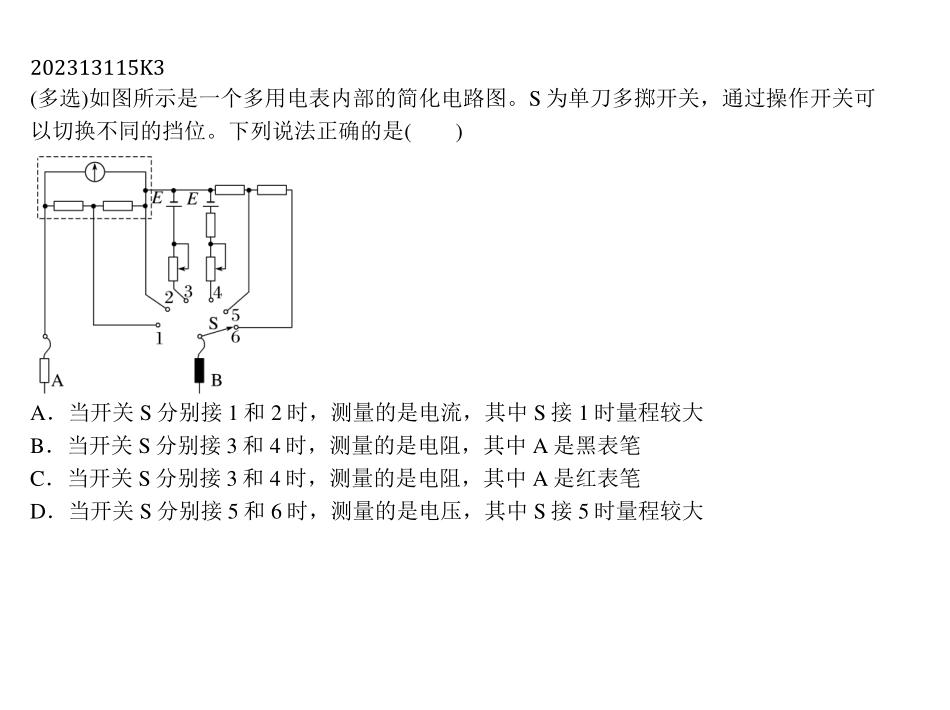 202313115K3
(多选)如图所示是一个多用电表内部的简化电路图。S 为单刀多掷开关，通过操作开关可
以切换不同的挡位。下列说法正确的是(　　)
E E
2 3 4
5
S
1 6
A B
A．当开关 S 分别接 1 和 2 时，测量的是电流，其中 S 接 1 时量程较大
B．当开关 S 分别接 3 和 4 时，测量的是电阻，其中 A 是黑表笔
C．当开关 S 分别接 3 和 4 时，测量的是电阻，其中 A 是红表笔
D．当开关 S 分别接 5 和 6 时，测量的是电压，其中 S 接 5 时量程较大